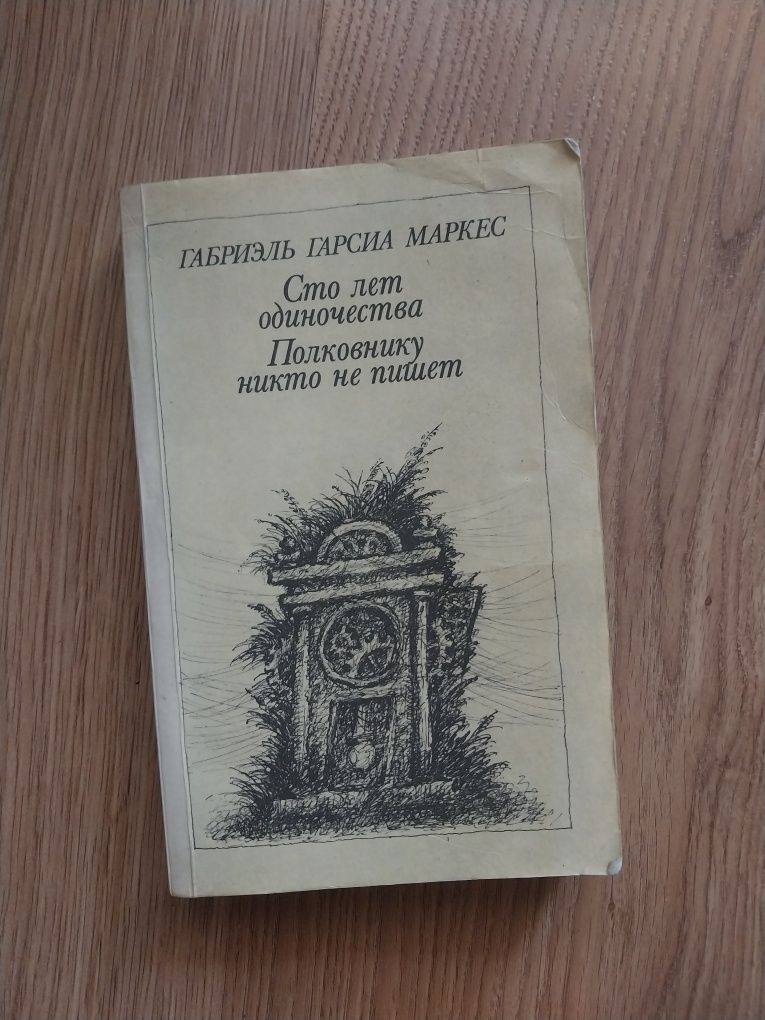 ГАБРИЭЛЬ ГАРСИА МАРКЕС
Сто лет
одиночества
Полковнику
никто не пишет